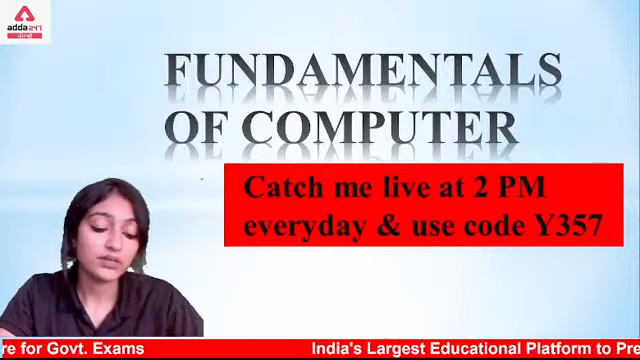 adda247
ਪੰਜਾਬੀ
FUNDAMENTALS
OF COMPUTER
Catch me live at 2 PM
everyday & use code Y357
re for Govt. Exams India's Largest Educational Platform to Pre